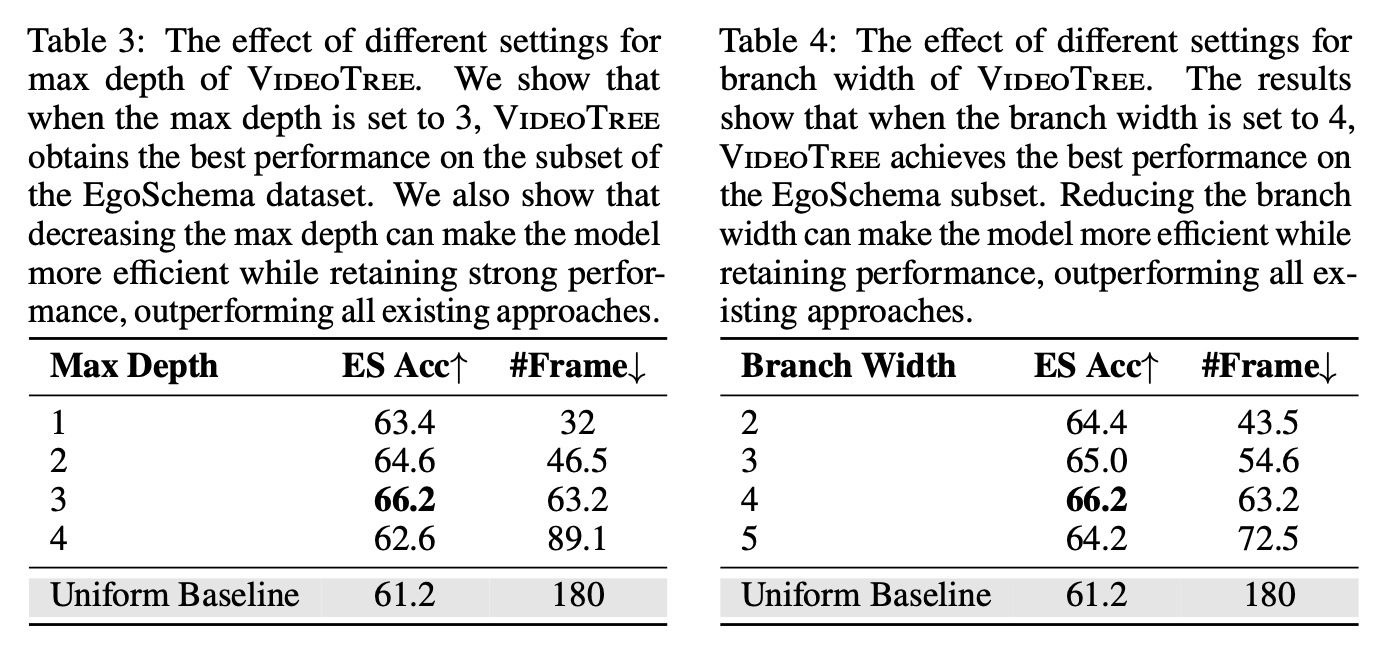 Table 3: The effect of different settings for
max depth of VIDEOTREE. We show that
when the max depth is set to 3, VIDEOTREE
obtains the best performance on the subset of
the EgoSchema dataset. We also show that
decreasing the max depth can make the model
more efficient while retaining strong perfor-
mance, outperforming all existing approaches.
Max Depth ES Acc↑ #Frame↓
1 63.4 32
2 64.6 46.5
3 66.2 63.2
4 62.6 89.1
Uniform Baseline 61.2 180
Table 4: The effect of different settings for
branch width of VIDEOTREE. The results
show that when the branch width is set to 4,
VIDEOTREE achieves the best performance on
the EgoSchema subset. Reducing the branch
width can make the model more efficient while
retaining performance, outperforming all ex-
isting approaches.
Branch Width ES Acc↑ #Frame↓
2 64.4 43.5
3 65.0 54.6
4 66.2 63.2
5 64.2 72.5
Uniform Baseline 61.2 180